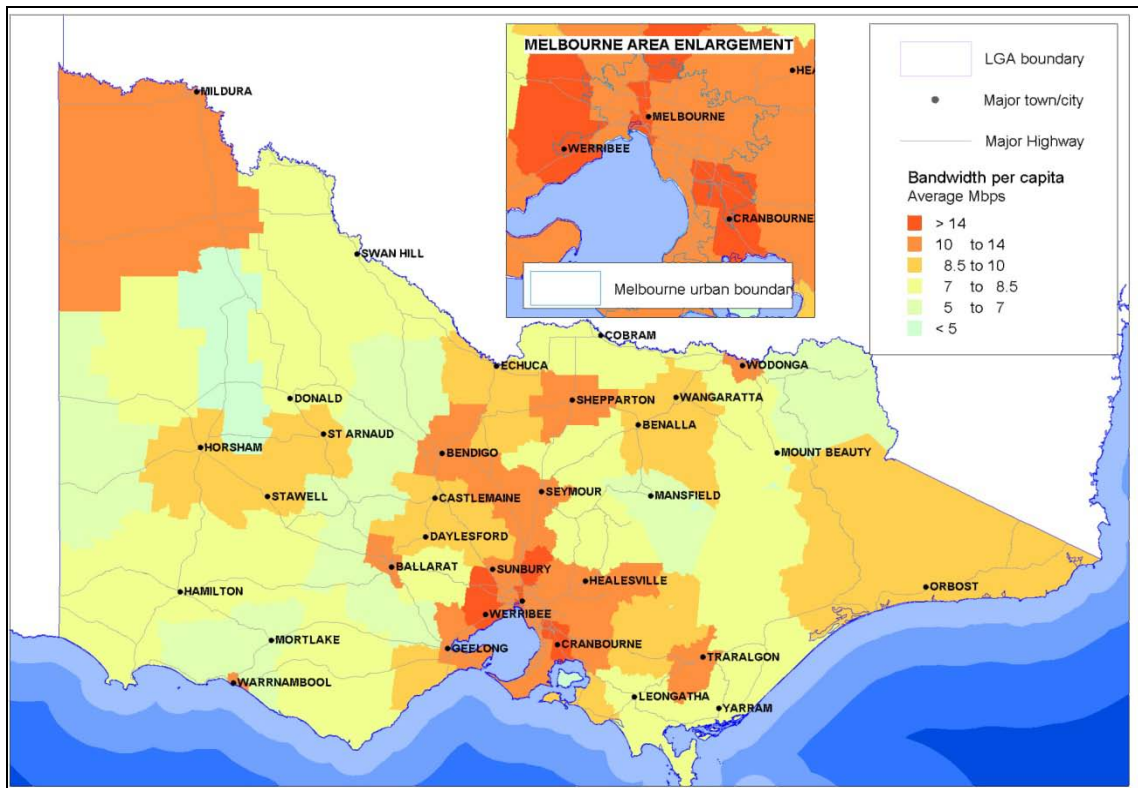 MELBOURNE AREA ENLARGEMENT
HEA
MELBOURNE
WERRIBEE
CRANBOURNE
Melbourne urban boundar
LGA boundary
Major town/city
Major Highway
Bandwidth per capita
Average Mbps
> 14
10 to 14
8.5 to 10
7 to 8.5
5 to 7
< 5
MILDURA
SWAN HILL
COBRAM
ECHUCA
WODONGA
DONALD
SHEPPARTON
WANGARATTA
ST ARNAUD
BENALLA
HORSHAM
BENDIGO
MOUNT BEAUTY
STAWELL
CASTLEMAINE
SEYMOUR
MANSFIELD
DAYLESFORD
BALLARAT
SUNBURY
HEALESVILLE
HAMILTON
ORBOST
WERRIBEE
MORTLAKE
GEELONG
CRANBOURNE
TRARALGON
WARRNAMBOOL
LEONGATHA
YARRAM